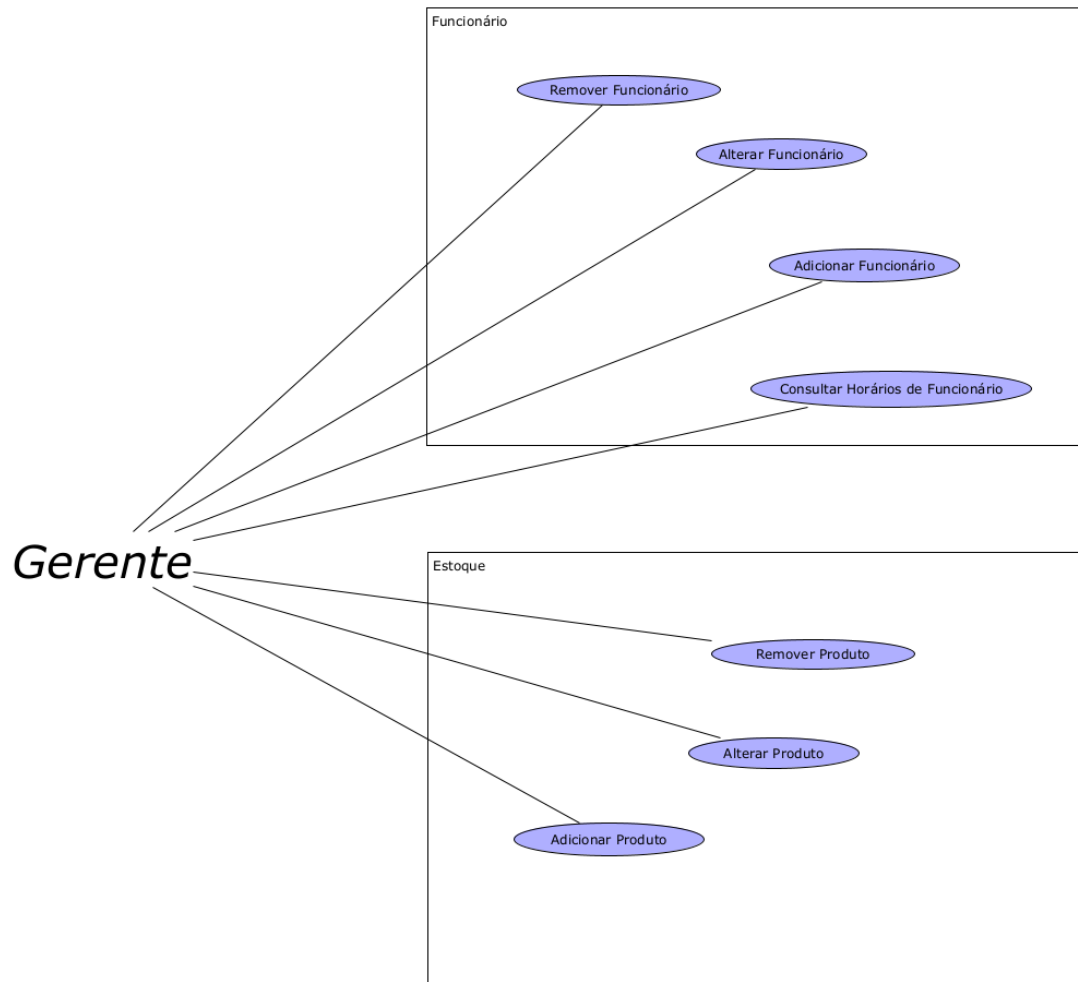 Funcionário
Remover Funcionário
Alterar Funcionário
Adicionar Funcionário
Consultar Horários de Funcionário
Gerente
Estoque
Remover Produto
Alterar Produto
Adicionar Produto